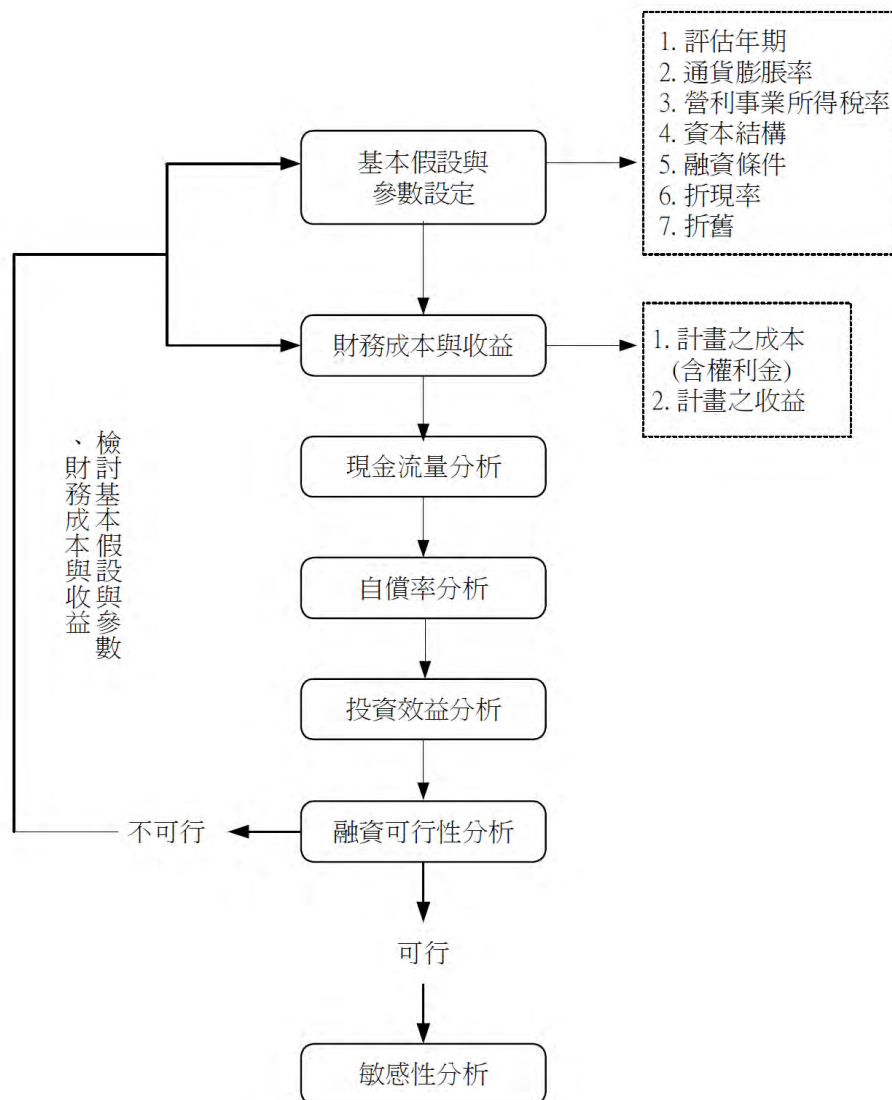 1. 評估年期
2. 通貨膨脹率
3. 營利事業所得稅率
4. 資本結構
5. 融資條件
6. 折現率
7. 折舊
基本假設與
參數設定
財務成本與收益
1. 計畫之成本
(含權利金)
2. 計畫之收益
現金流量分析
檢討基本假設與參數
、財務成本與收益
自償率分析
投資效益分析
融資可行性分析
不可行
可行
敏感性分析